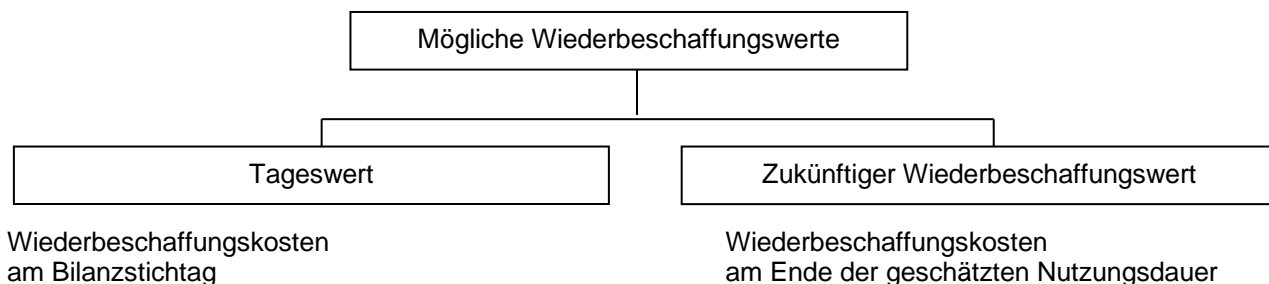 Mögliche Wiederbeschaffungswerte
Tageswert
Zukünftiger Wiederbeschaffungswert
Wiederbeschaffungskosten
am Bilanzstichtag
Wiederbeschaffungskosten
am Ende der geschätzten Nutzungsdauer